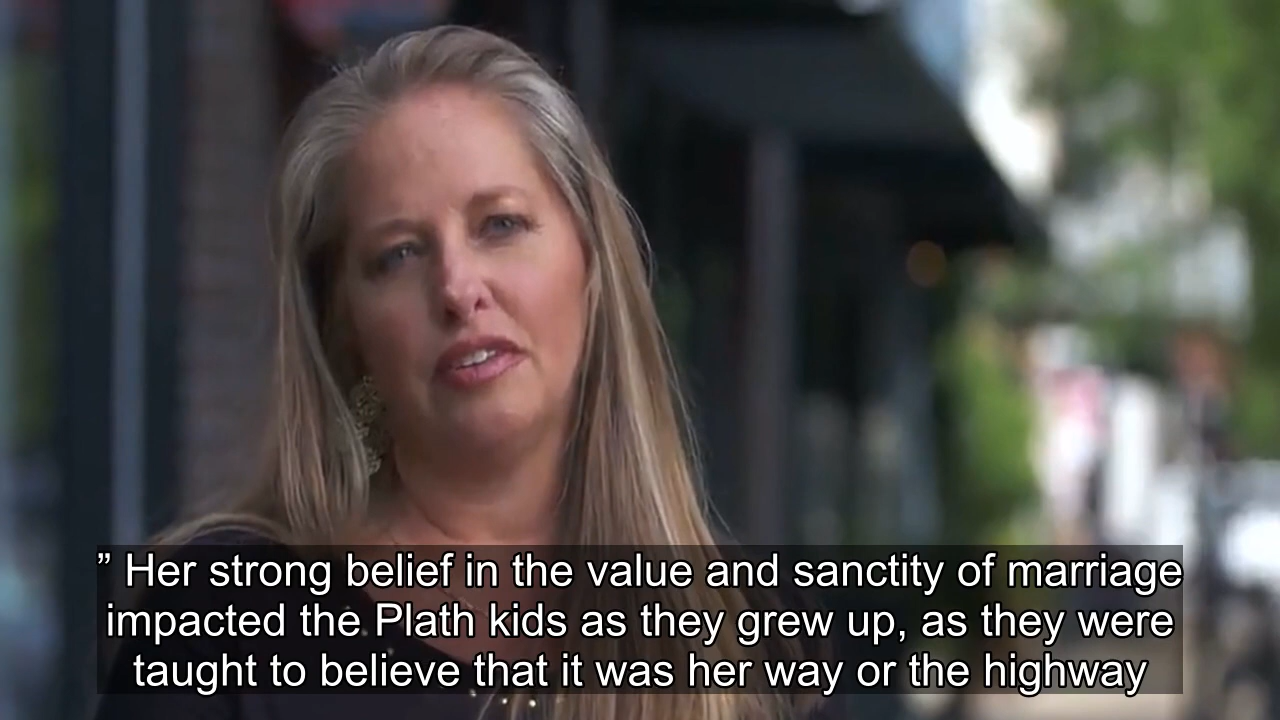 ” Her strong belief in the value and sanctity of marriage
impacted the Plath kids as they grew up, as they were
taught to believe that it was her way or the highway